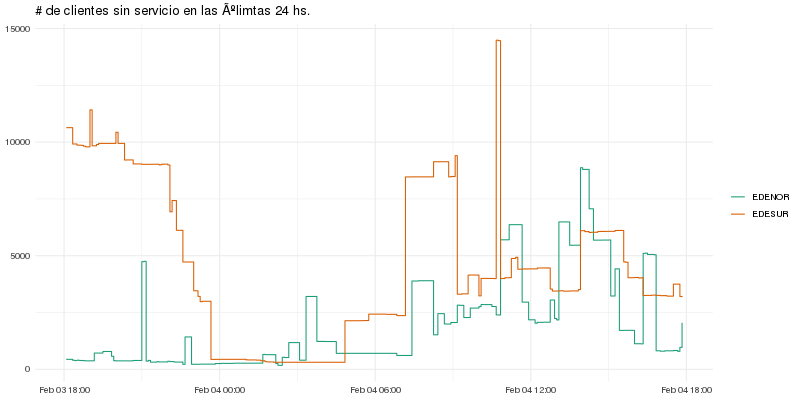 # de clientes sin servicio en las Ãºlimtas 24 hs.
15000
10000
5000
0
Feb 03 18:00
Feb 04 00:00
Feb 04 06:00
Feb 04 12:00
Feb 04 18:00
EDENOR
EDESUR